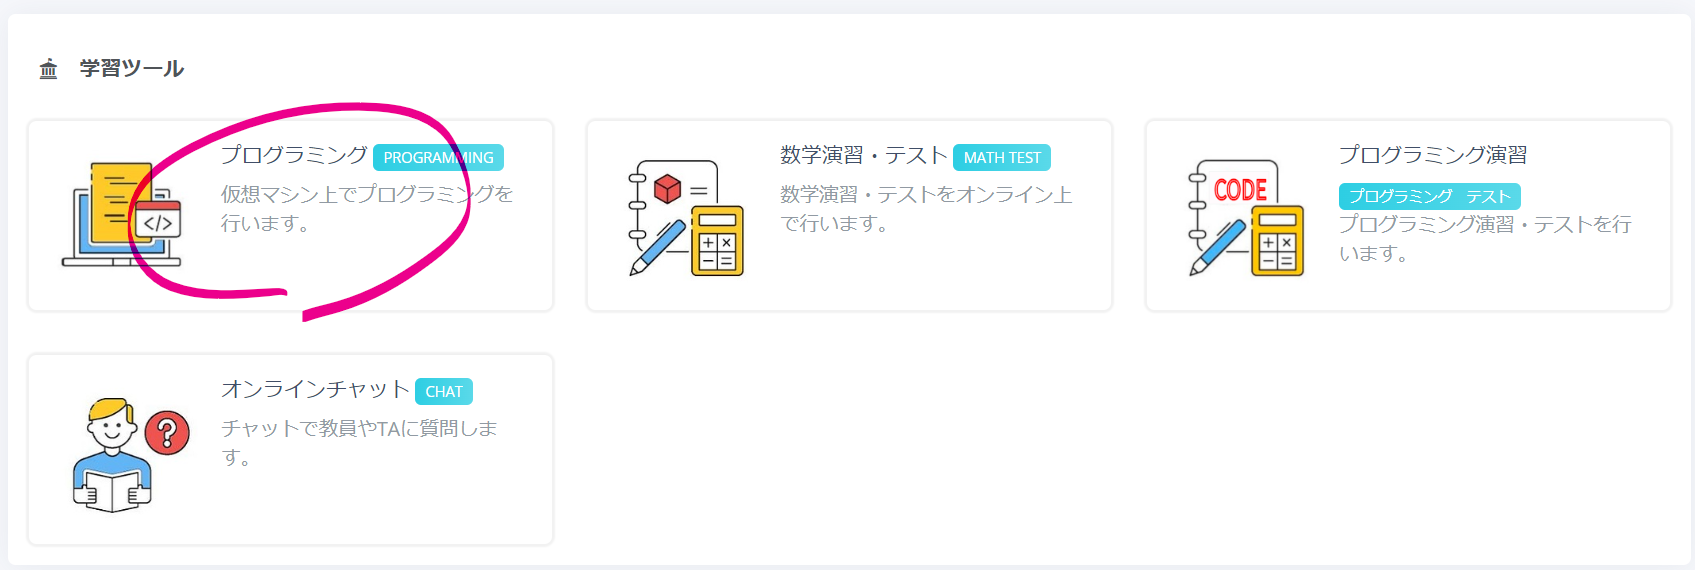 学習ツール
プログラミング PROGRAMMING
仮想マシン上でプログラミングを
行います。
</>
数学演習・テスト MATH TEST
数学演習・テストをオンライン上
で行います。
プログラミング演習
プログラミング　テスト
プログラミング演習・テストを行
います。
CODE
オンラインチャット CHAT
チャットで教員やTAに質問しま
す。
?